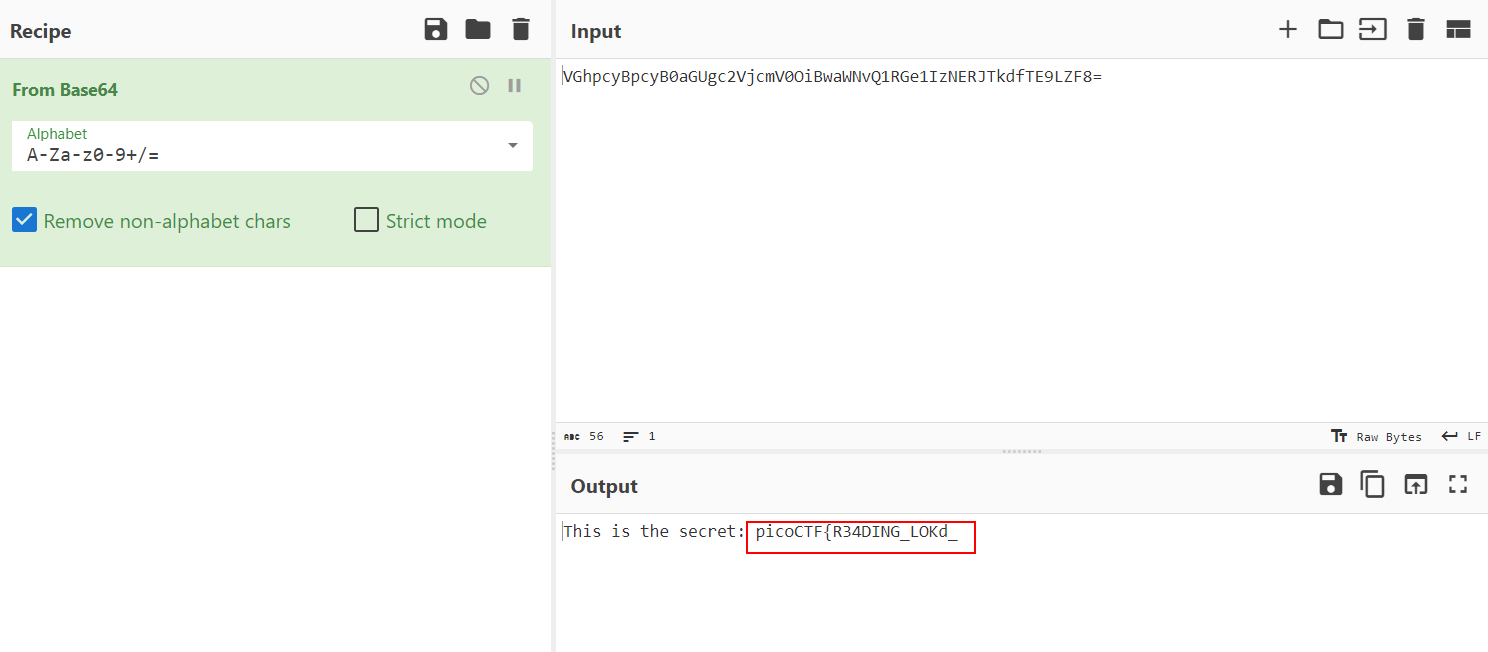 Recipe
From Base64
Alphabet
A-Za-z0-9+/=
Remove non-alphabet chars
Strict mode
Input
VGhpcyBpcyB0aGUgc2VjcmV0OiBwaWNvQ1RGe1IzNERJTkdfTE9LZF8=
ABC 56 1
Raw Bytes LF
Output
This is the secret: picoCTF{R34DING_LOKd_